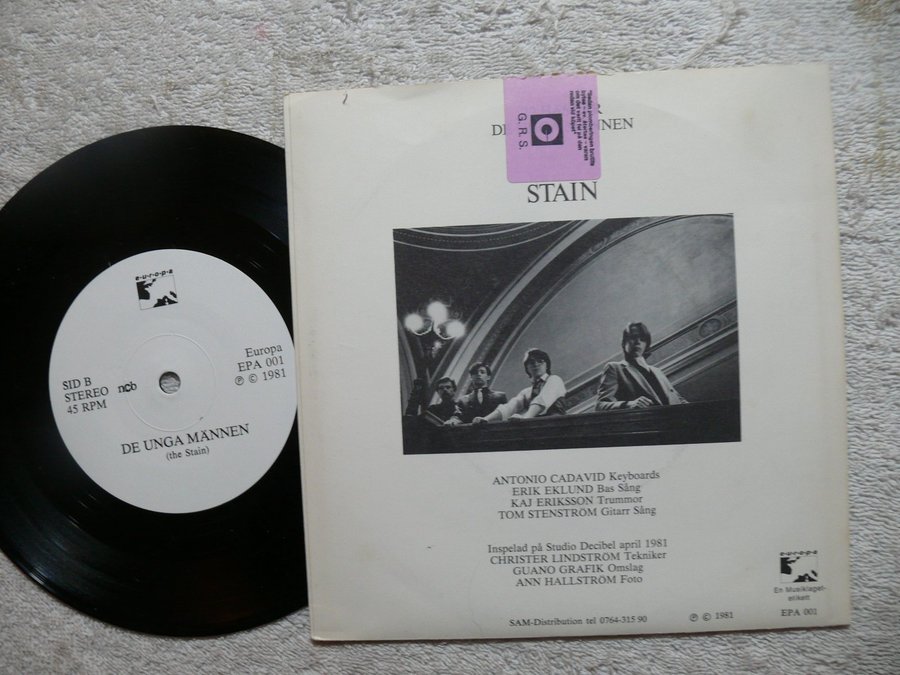 e·u·r·o·p·a
Europa
EPA 001
℗ © 1981
SID B
STEREO
45 RPM
ncb
DE UNGA MÄNNEN
(the Stain)
G. R. S.
STAIN
ANTONIO CADAVID Keyboards
ERIK EKLUND Bas Sång
KAJ ERIKSSON Trummor
TOM STENSTRÖM Gitarr Sång
Inspelad på Studio Decibel april 1981
CHRISTER LINDSTRÖM Tekniker
GUANO GRAFIK Omslag
ANN HALLSTRÖM Foto
SAM-Distribution tel 0764-315 90
℗ © 1981
e·u·r·o·p·a
En Musiklaget-
etikett
EPA 001